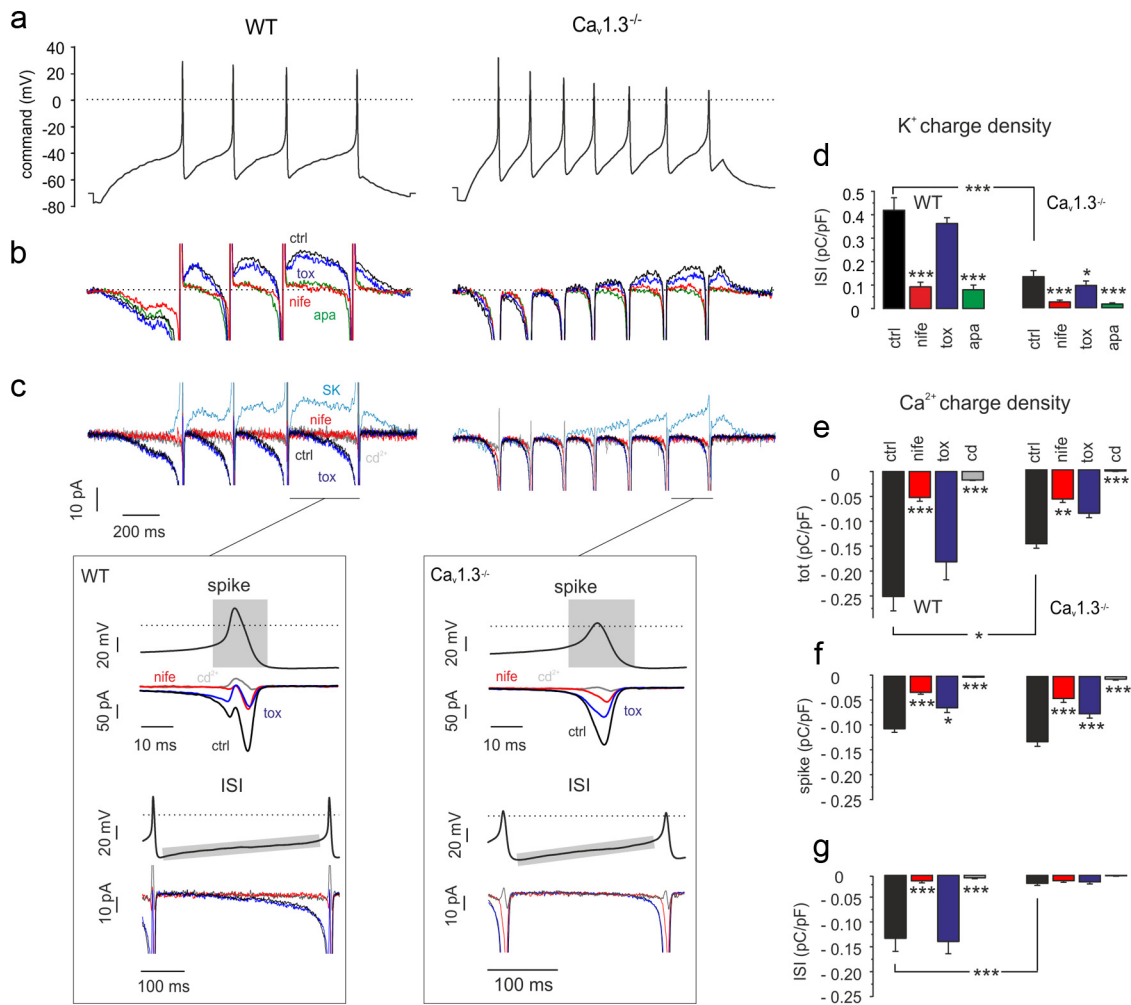 a
WT
Caᵥ1.3⁻/⁻
command (mV)
40
20
0
-20
-40
-60
-80
b
ctrl
tox
nife
apa
c
SK
nife
ctrl
cd²⁺
tox
10 pA
200 ms
WT
spike
20 mV
nife
cd²⁺
tox
ctrl
50 pA
10 ms
ISI
20 mV
10 pA
100 ms
Caᵥ1.3⁻/⁻
spike
20 mV
nife
cd²⁺
tox
ctrl
50 pA
10 ms
ISI
20 mV
10 pA
100 ms
K⁺ charge density
d
ISI (pC/pF)
0.5
0.4
0.3
0.2
0.1
0
WT
***
Caᵥ1.3⁻/⁻
*** ***
*** * ***
ctrl nife tox apa
ctrl nife tox apa
Ca²⁺ charge density
e
ctrl nife tox cd
ctrl nife tox cd
tot (pC/pF)
0
- 0.05
- 0.10
- 0.15
- 0.20
- 0.25
*** ***
** ***
WT
Caᵥ1.3⁻/⁻
*
f
spike (pC/pF)
0
- 0.05
- 0.10
- 0.15
- 0.20
- 0.25
*** * ***
*** *** ***
g
ISI (pC/pF)
0
- 0.05
- 0.10
- 0.15
- 0.20
- 0.25
*** ***
***